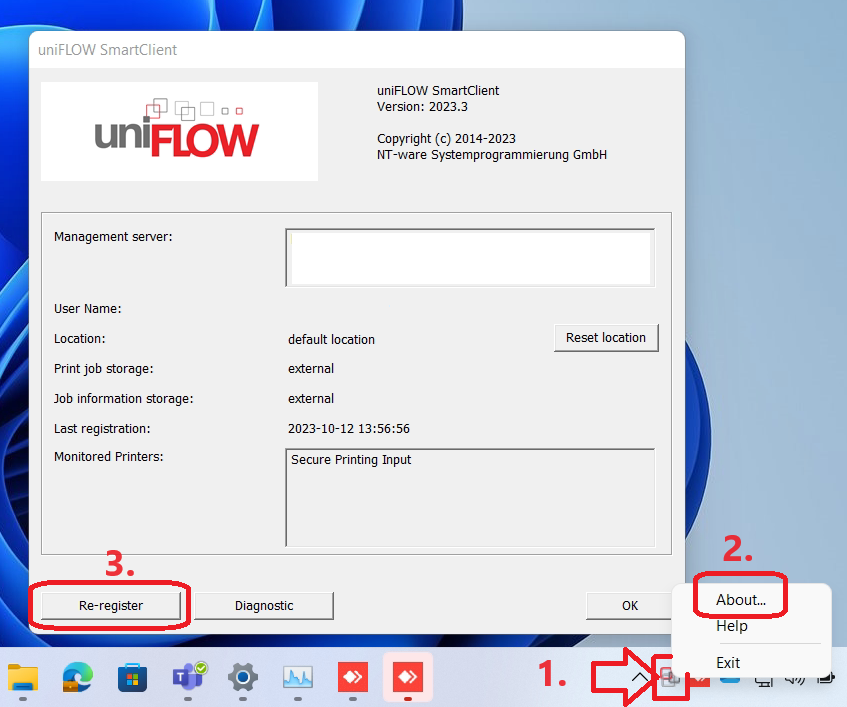 uniFLOW SmartClient
uniFLOW
uniFLOW SmartClient
Version: 2023.3
Copyright (c) 2014-2023
NT-ware Systemprogrammierung GmbH
Management server:
User Name:
Location:
default location
Reset location
Print job storage:
external
Job information storage:
external
Last registration:
2023-10-12 13:56:56
Monitored Printers:
Secure Printing Input
3.
Re-register
Diagnostic
OK
2.
About...
Help
Exit
1.